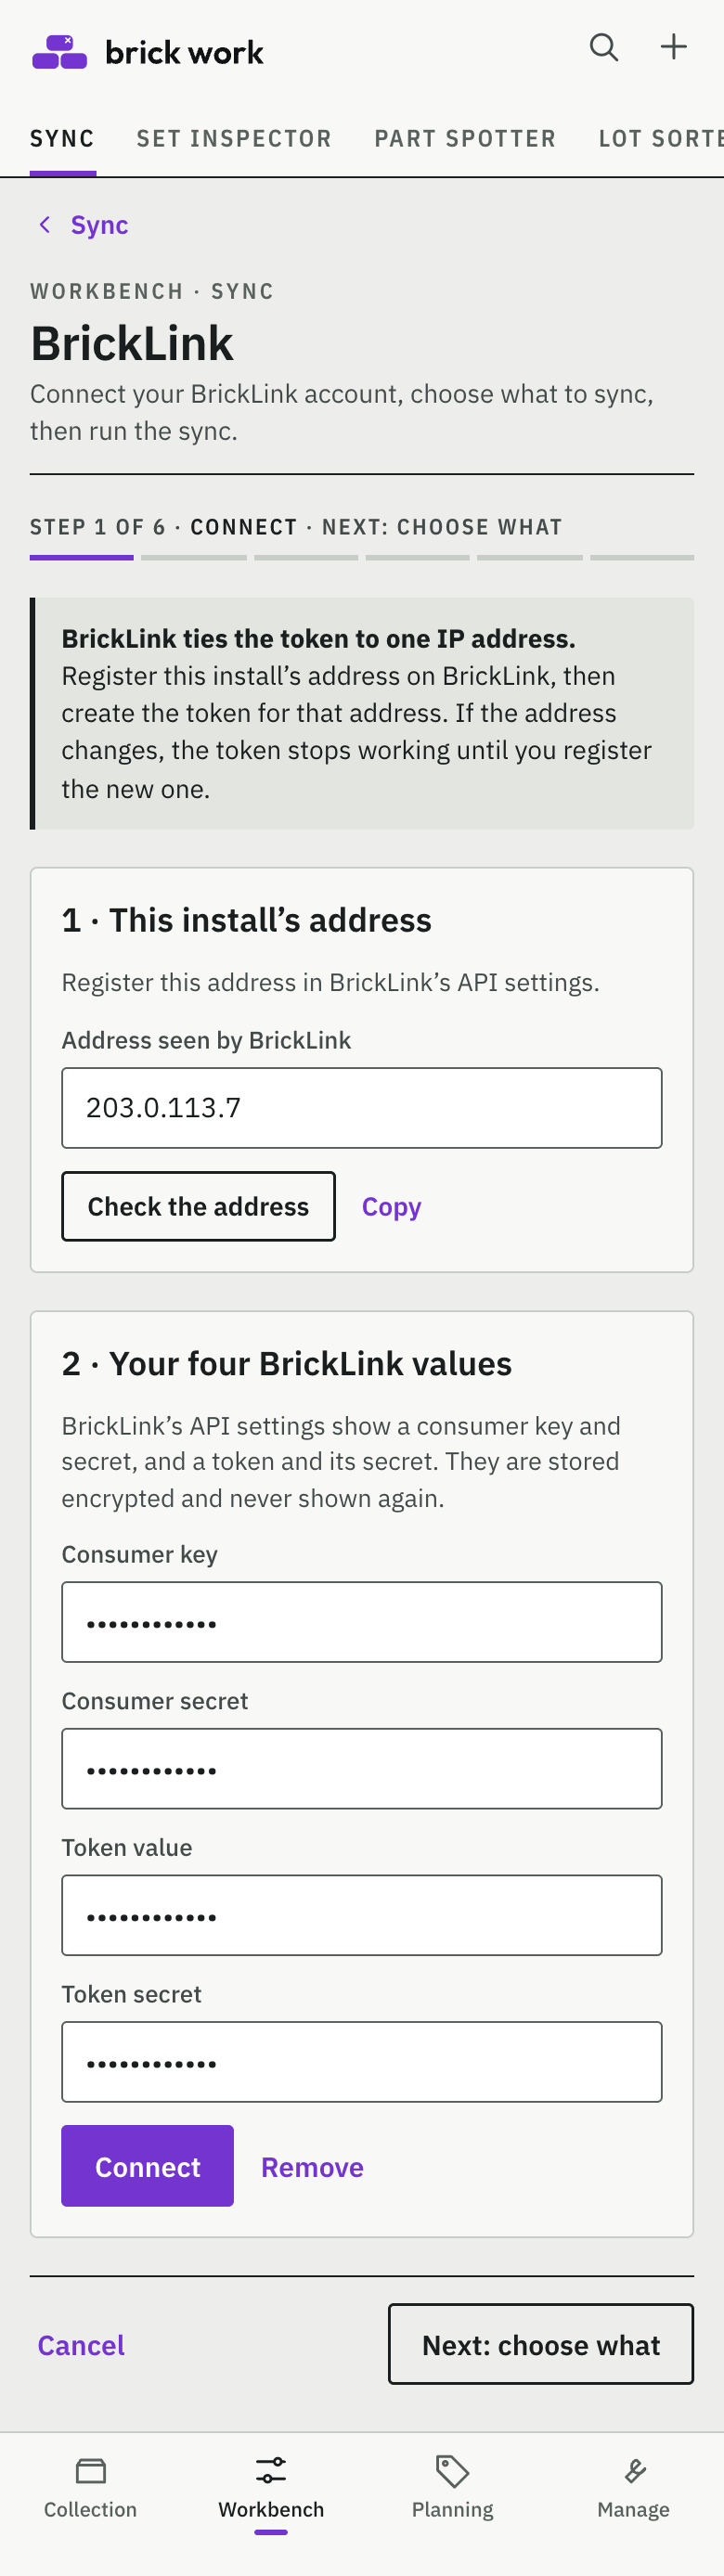 brick work
SYNC SET INSPECTOR PART SPOTTER LOT SORTE
Sync
WORKBENCH · SYNC
BrickLink
Connect your BrickLink account, choose what to sync,
then run the sync.
STEP 1 OF 6 · CONNECT · NEXT: CHOOSE WHAT
BrickLink ties the token to one IP address.
Register this install’s address on BrickLink, then
create the token for that address. If the address
changes, the token stops working until you register
the new one.
1 · This install’s address
Register this address in BrickLink’s API settings.
Address seen by BrickLink
203.0.113.7
Check the address Copy
2 · Your four BrickLink values
BrickLink’s API settings show a consumer key and
secret, and a token and its secret. They are stored
encrypted and never shown again.
Consumer key
••••••••••••
Consumer secret
••••••••••••
Token value
••••••••••••
Token secret
••••••••••••
Connect Remove
Cancel Next: choose what
Collection Workbench Planning Manage